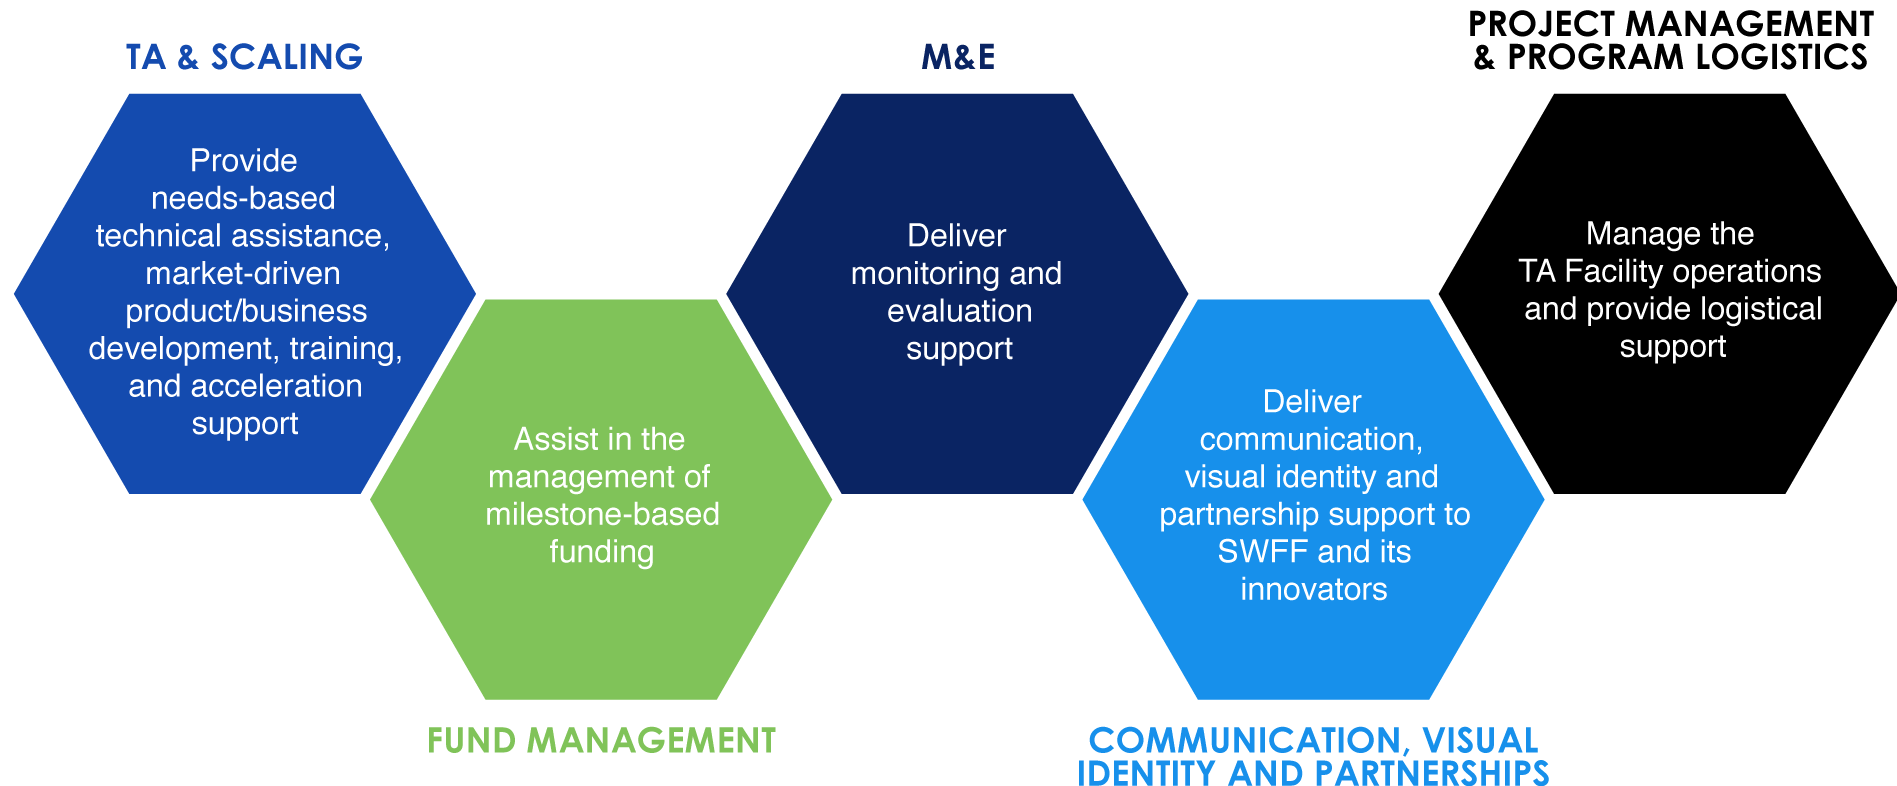 TA & SCALING
Provide
needs-based
technical assistance,
market-driven
product/business
development, training,
and acceleration
support
Assist in the
management of
milestone-based
funding
FUND MANAGEMENT
M&E
Deliver
monitoring and
evaluation
support
Deliver
communication,
visual identity and
partnership support to
SWFF and its
innovators
COMMUNICATION, VISUAL
IDENTITY AND PARTNERSHIPS
PROJECT MANAGEMENT
& PROGRAM LOGISTICS
Manage the
TA Facility operations
and provide logistical
support